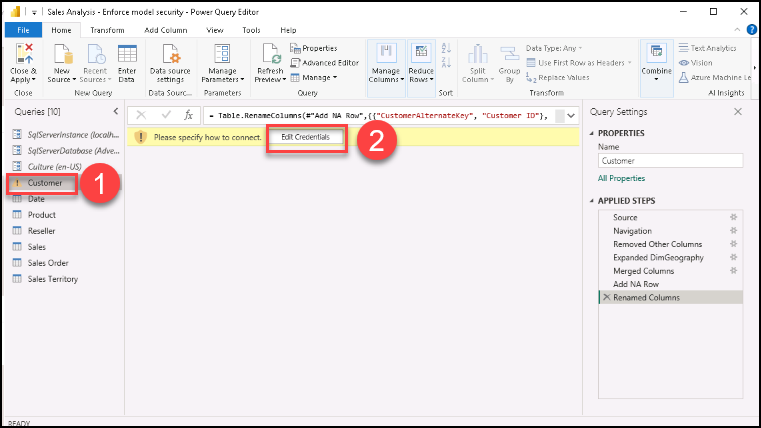 Sales Analysis - Enforce model security - Power Query Editor
File Home Transform Add Column View Tools Help
Close & Apply
New Source
Recent Sources
Enter Data
Data source settings
Manage Parameters
Refresh Preview
Properties
Advanced Editor
Manage
Manage Columns
Reduce Rows
Split Column
Group By
Data Type: Any
Use First Row as Headers
Replace Values
Combine
Text Analytics
Vision
Azure Machine Le
Close
New Query
Data Sourc...
Parameters
Query
Sort
Transform
AI Insights
Queries [10]
SqlServerInstance (localh...
SqlServerDatabase (Adve...
Culture (en-US)
Customer
1
Date
Product
Reseller
Sales
Sales Order
Sales Territory
fx
= Table.RenameColumns(#"Add NA Row",{{"CustomerAlternateKey", "Customer ID"},
Please specify how to connect.
Edit Credentials
2
Query Settings
PROPERTIES
Name
Customer
All Properties
APPLIED STEPS
Source
Navigation
Removed Other Columns
Expanded DimGeography
Merged Columns
Add NA Row
Renamed Columns
READY